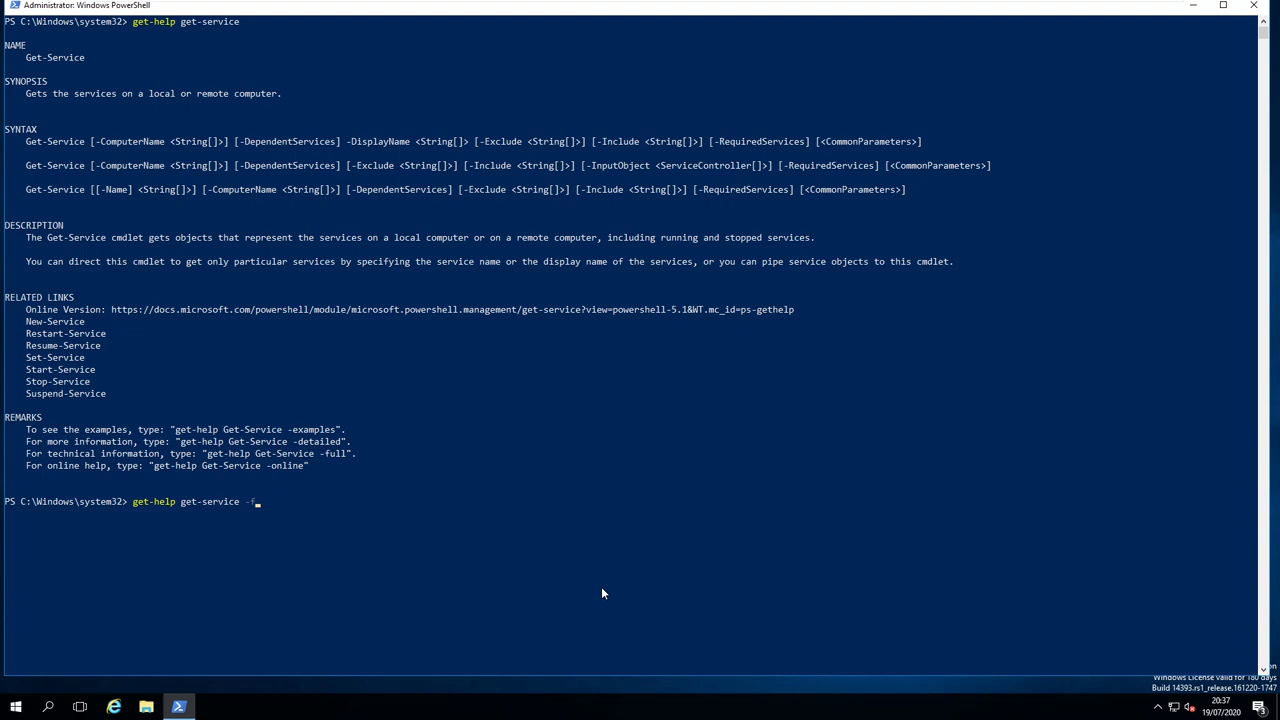 Administrator: Windows PowerShell
PS C:\Windows\system32> get-help get-service
NAME
Get-Service
SYNOPSIS
Gets the services on a local or remote computer.
SYNTAX
Get-Service [-ComputerName <String[]>] [-DependentServices] -DisplayName <String[]> [-Exclude <String[]>] [-Include <String[]>] [-RequiredServices] [<CommonParameters>]
Get-Service [-ComputerName <String[]>] [-DependentServices] [-Exclude <String[]>] [-Include <String[]>] [-InputObject <ServiceController[]>] [-RequiredServices] [<CommonParameters>]
Get-Service [[-Name] <String[]>] [-ComputerName <String[]>] [-DependentServices] [-Exclude <String[]>] [-Include <String[]>] [-RequiredServices] [<CommonParameters>]
DESCRIPTION
The Get-Service cmdlet gets objects that represent the services on a local computer or on a remote computer, including running and stopped services.
You can direct this cmdlet to get only particular services by specifying the service name or the display name of the services, or you can pipe service objects to this cmdlet.
RELATED LINKS
Online Version: https://docs.microsoft.com/powershell/module/microsoft.powershell.management/get-service?view=powershell-5.1&WT.mc_id=ps-gethelp
New-Service
Restart-Service
Resume-Service
Set-Service
Start-Service
Stop-Service
Suspend-Service
REMARKS
To see the examples, type: "get-help Get-Service -examples".
For more information, type: "get-help Get-Service -detailed".
For technical information, type: "get-help Get-Service -full".
For online help, type: "get-help Get-Service -online"
PS C:\Windows\system32> get-help get-service -f
Windows License valid for 180 days
Build 14393.rs1_release.161220-1747
20:37
19/07/2020
3